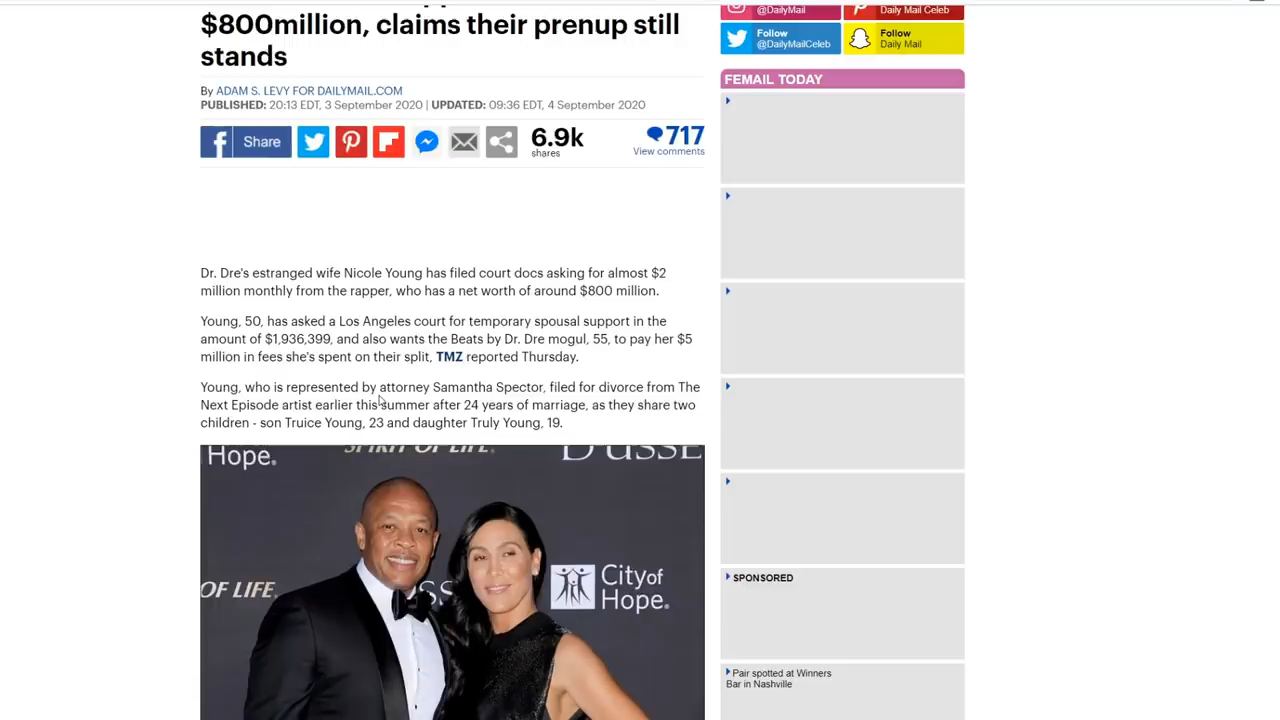 $800million, claims their prenup still
stands
By ADAM S. LEVY FOR DAILYMAIL.COM
PUBLISHED: 20:13 EDT, 3 September 2020 | UPDATED: 09:36 EDT, 4 September 2020
Share
6.9k
shares
717
View comments
Dr. Dre's estranged wife Nicole Young has filed court docs asking for almost $2
million monthly from the rapper, who has a net worth of around $800 million.
Young, 50, has asked a Los Angeles court for temporary spousal support in the
amount of $1,936,399, and also wants the Beats by Dr. Dre mogul, 55, to pay her $5
million in fees she's spent on their split, TMZ reported Thursday.
Young, who is represented by attorney Samantha Spector, filed for divorce from The
Next Episode artist earlier this summer after 24 years of marriage, as they share two
children - son Truice Young, 23 and daughter Truly Young, 19.
Hope.
SPIRIT OF LIFE.
D'USSE
OF LIFE.
City of
Hope.
@DailyMail
Daily Mail Celeb
Follow
@DailyMailCeleb
Follow
Daily Mail
FEMAIL TODAY
SPONSORED
Pair spotted at Winners
Bar in Nashville